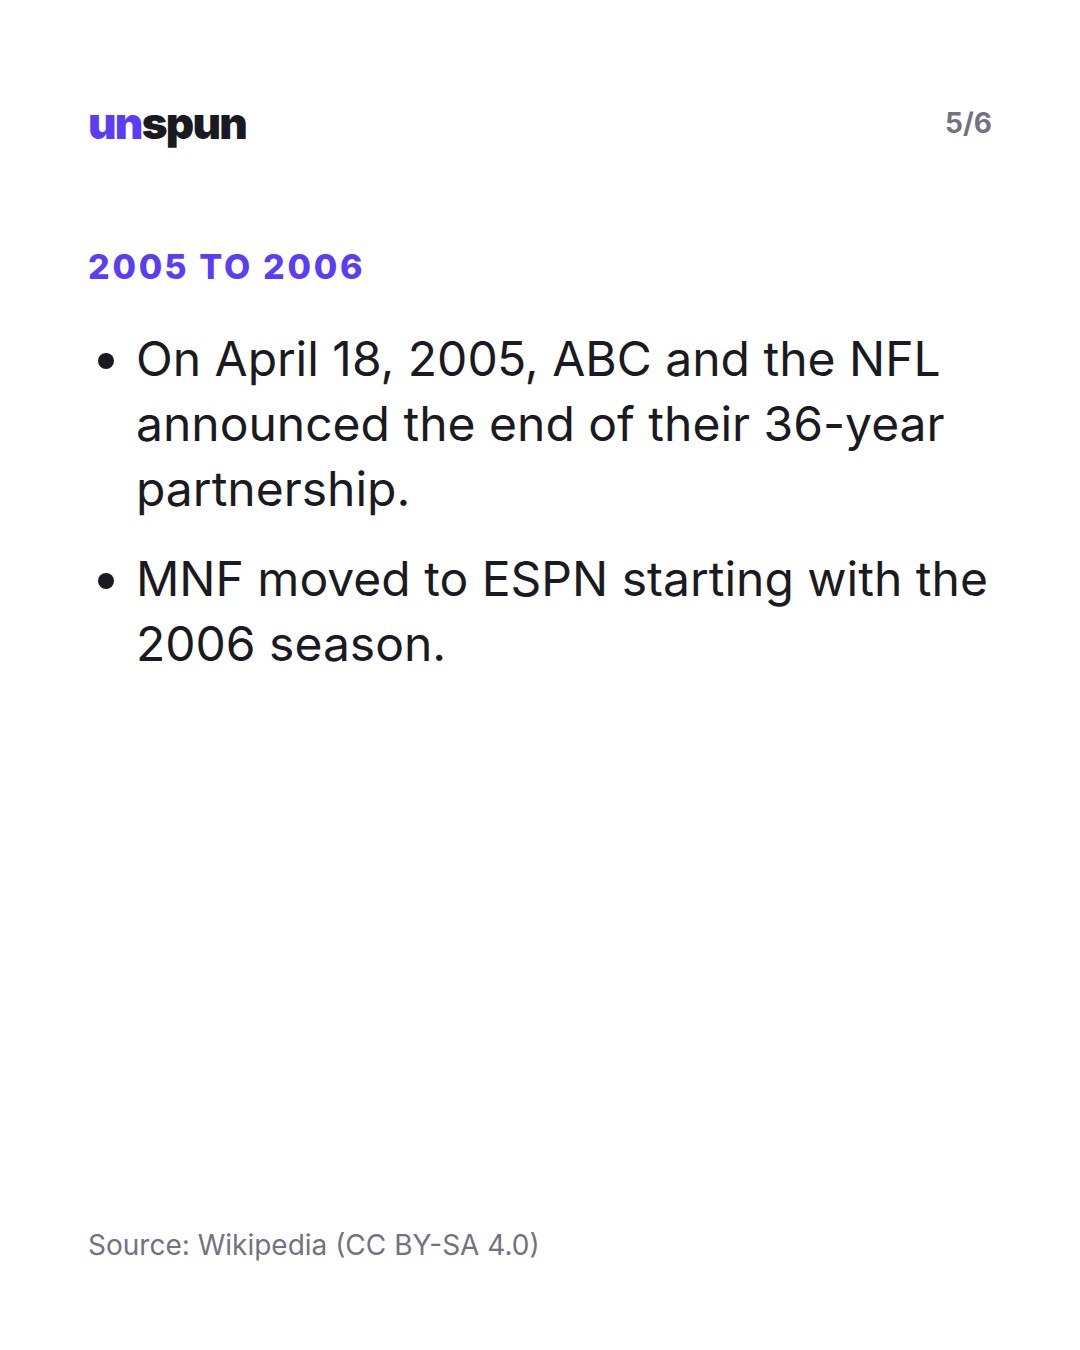 unspun
5/6
2005 TO 2006
• On April 18, 2005, ABC and the NFL
announced the end of their 36-year
partnership.
• MNF moved to ESPN starting with the
2006 season.
Source: Wikipedia (CC BY-SA 4.0)